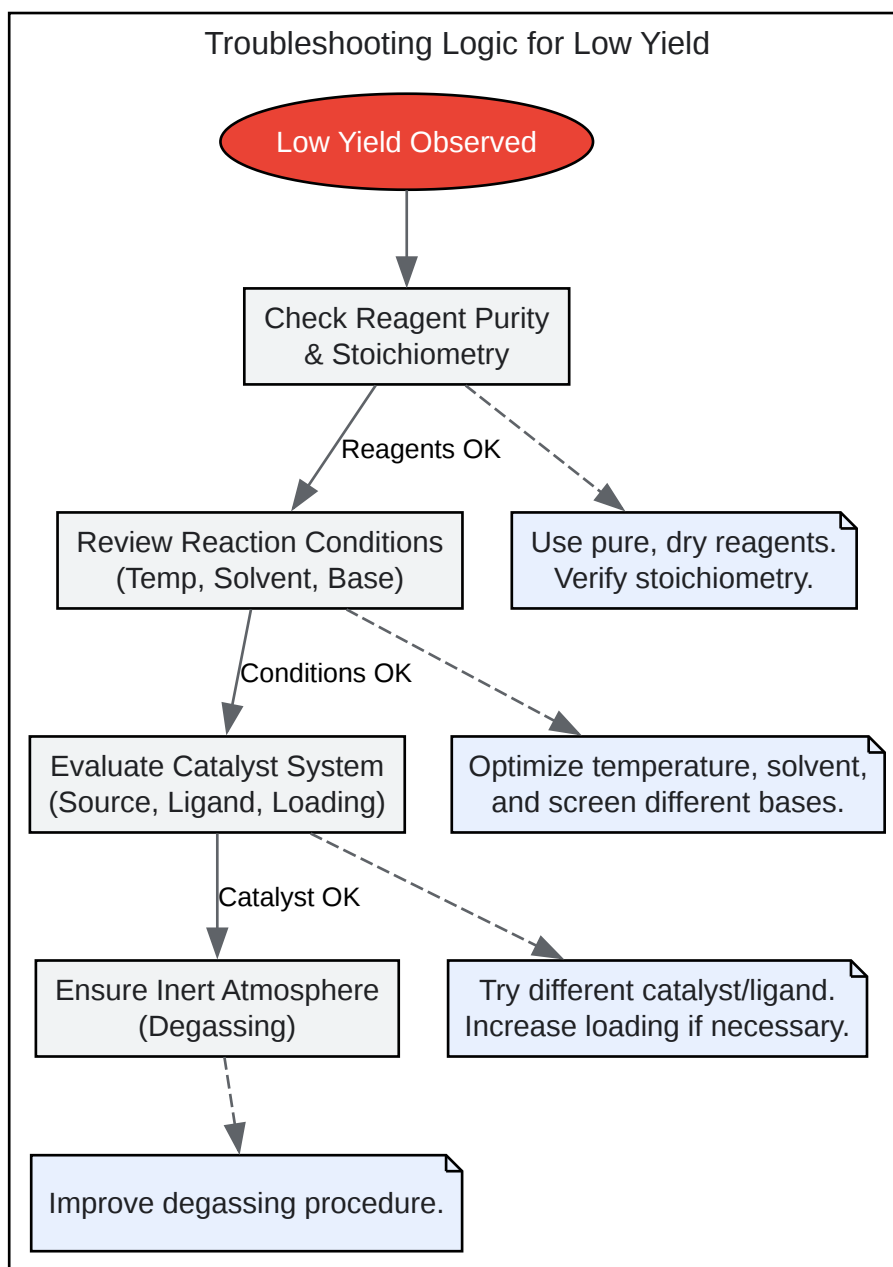 Troubleshooting Logic for Low Yield
Low Yield Observed
Check Reagent Purity
& Stoichiometry
Reagents OK
Review Reaction Conditions
(Temp, Solvent, Base)
Use pure, dry reagents.
Verify stoichiometry.
Conditions OK
Evaluate Catalyst System
(Source, Ligand, Loading)
Optimize temperature, solvent,
and screen different bases.
Catalyst OK
Ensure Inert Atmosphere
(Degassing)
Try different catalyst/ligand.
Increase loading if necessary.
Improve degassing procedure.